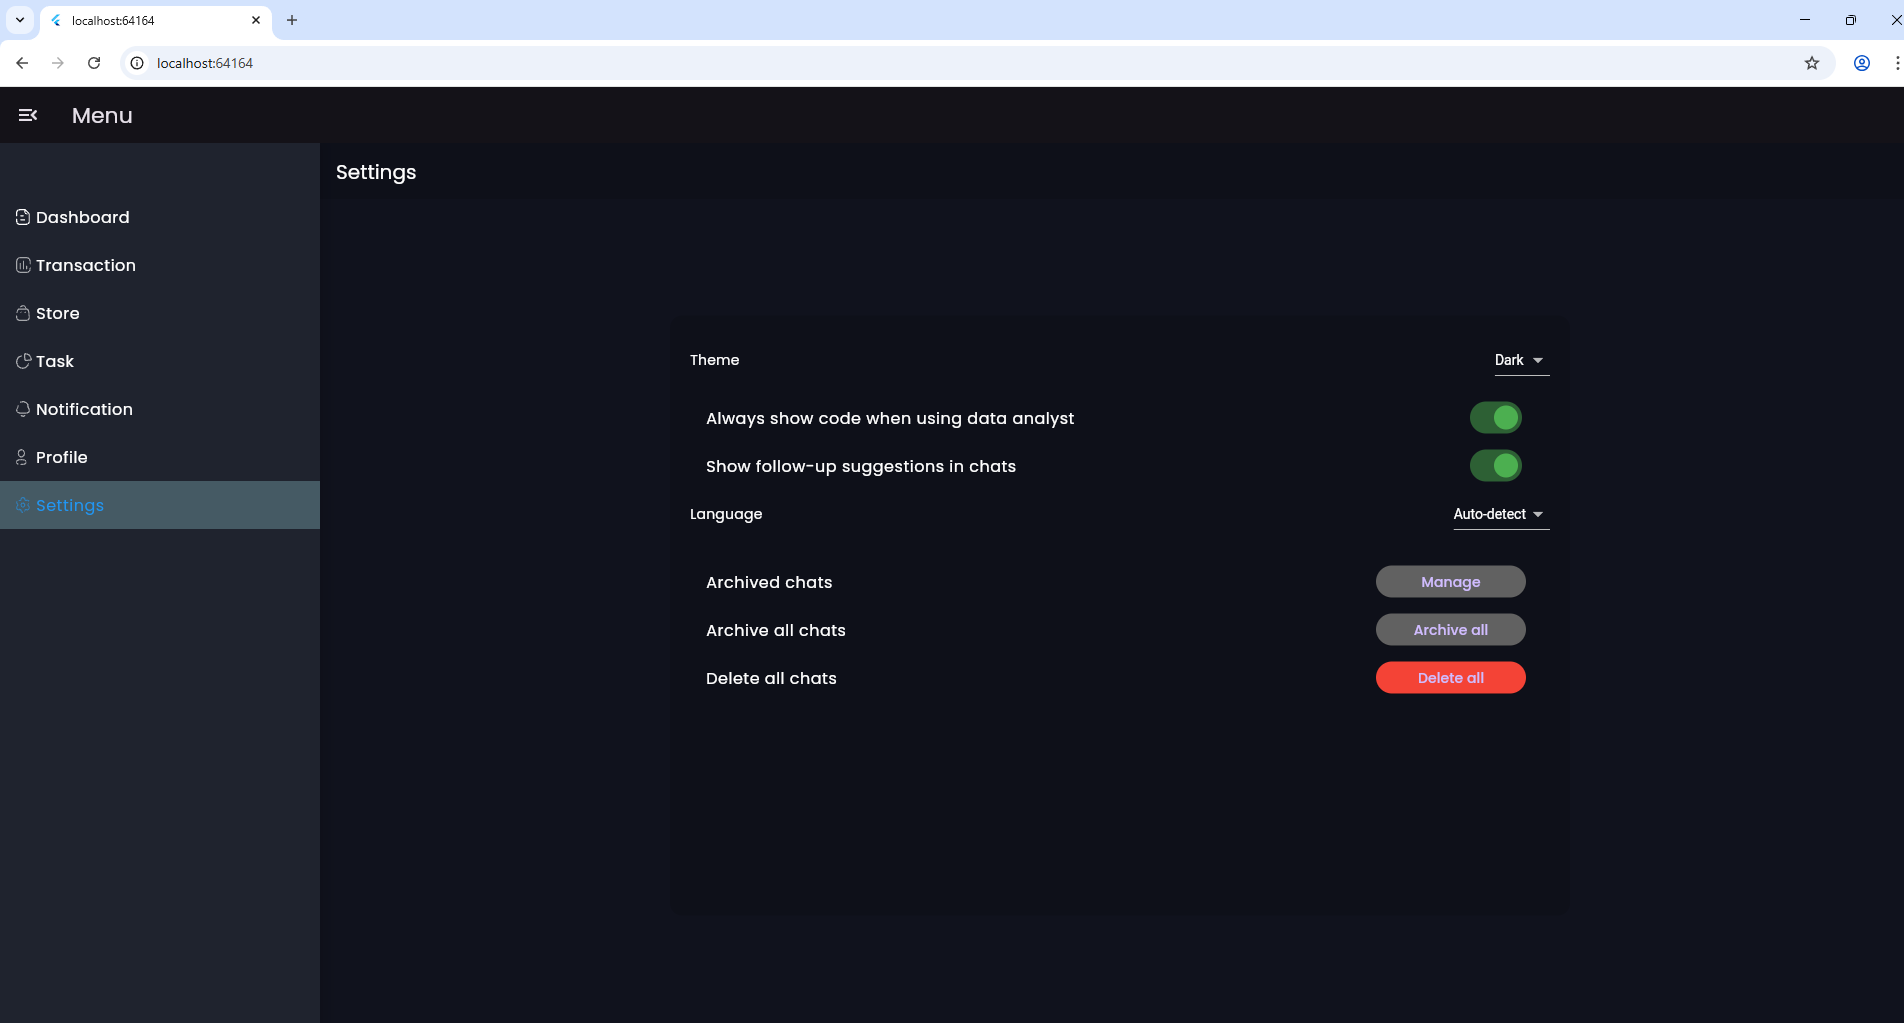 localhost:64164
localhost:64164
Menu
Settings
Dashboard
Transaction
Store
Task
Notification
Profile
Settings
Theme
Dark
Always show code when using data analyst
Show follow-up suggestions in chats
Language
Auto-detect
Archived chats
Manage
Archive all chats
Archive all
Delete all chats
Delete all